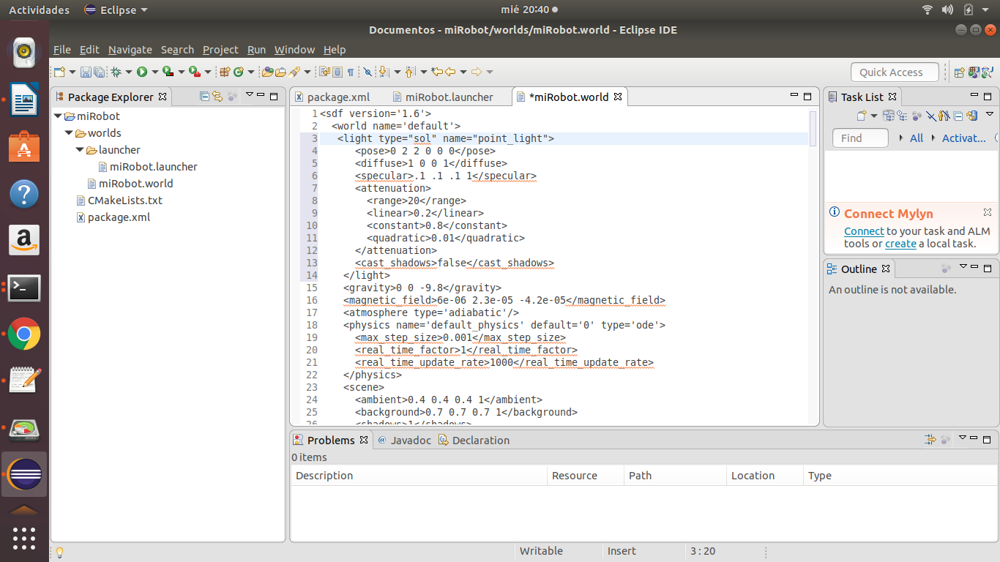 Actividades Eclipse mié 20:40
Documentos - miRobot/worlds/miRobot.world - Eclipse IDE
File Edit Navigate Search Project Run Window Help
Quick Access
Package Explorer
miRobot
worlds
launcher
miRobot.launcher
miRobot.world
CMakeLists.txt
package.xml
package.xml miRobot.launcher *miRobot.world
1 <sdf version='1.6'>
2 <world name='default'>
3 <light type="sol" name="point_light">
4 <pose>0 2 2 0 0 0</pose>
5 <diffuse>1 0 0 1</diffuse>
6 <specular>.1 .1 .1 1</specular>
7 <attenuation>
8 <range>20</range>
9 <linear>0.2</linear>
10 <constant>0.8</constant>
11 <quadratic>0.01</quadratic>
12 </attenuation>
13 <cast_shadows>false</cast_shadows>
14 </light>
15 <gravity>0 0 -9.8</gravity>
16 <magnetic_field>6e-06 2.3e-05 -4.2e-05</magnetic_field>
17 <atmosphere type='adiabatic'/>
18 <physics name='default_physics' default='0' type='ode'>
19 <max_step_size>0.001</max_step_size>
20 <real_time_factor>1</real_time_factor>
21 <real_time_update_rate>1000</real_time_update_rate>
22 </physics>
23 <scene>
24 <ambient>0.4 0.4 0.4 1</ambient>
25 <background>0.7 0.7 0.7 1</background>
26 <shadows>1</shadows>
Task List
Find All Activat...
Connect Mylyn
Connect to your task and ALM
tools or create a local task.
Outline
An outline is not available.
Problems @ Javadoc Declaration
0 items
Description Resource Path Location Type
Writable Insert 3 : 20